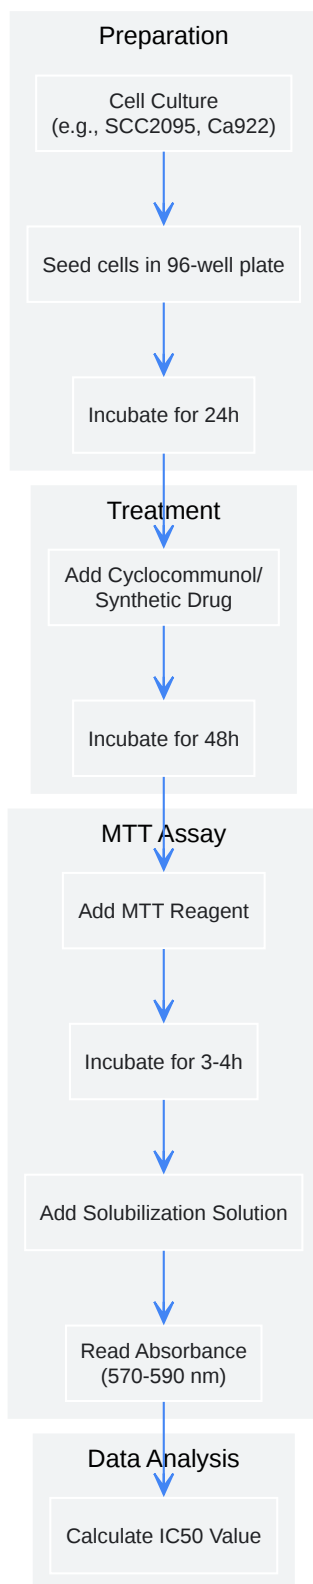 Preparation
Cell Culture
(e.g., SCC2095, Ca922)
Seed cells in 96-well plate
Incubate for 24h
Treatment
Add Cyclocommunol/
Synthetic Drug
Incubate for 48h
MTT Assay
Add MTT Reagent
Incubate for 3-4h
Add Solubilization Solution
Read Absorbance
(570-590 nm)
Data Analysis
Calculate IC50 Value